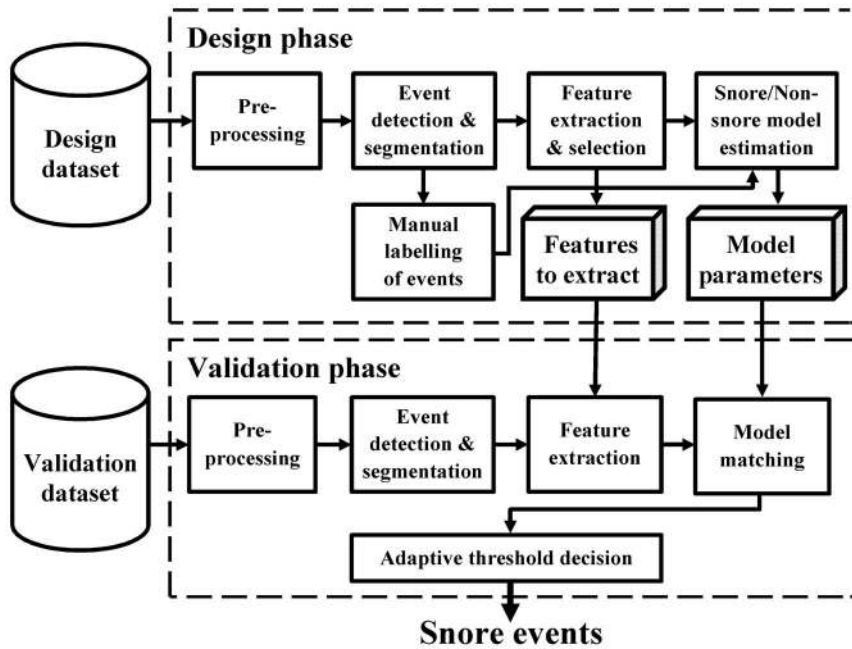 Design phase
Design
dataset
Pre-
processing
Event
detection &
segmentation
Feature
extraction
& selection
Snore/Non-
snore model
estimation
Manual
labelling
of events
Features
to extract
Model
parameters
Validation phase
Validation
dataset
Pre-
processing
Event
detection &
segmentation
Feature
extraction
Model
matching
Adaptive threshold decision
Snore events